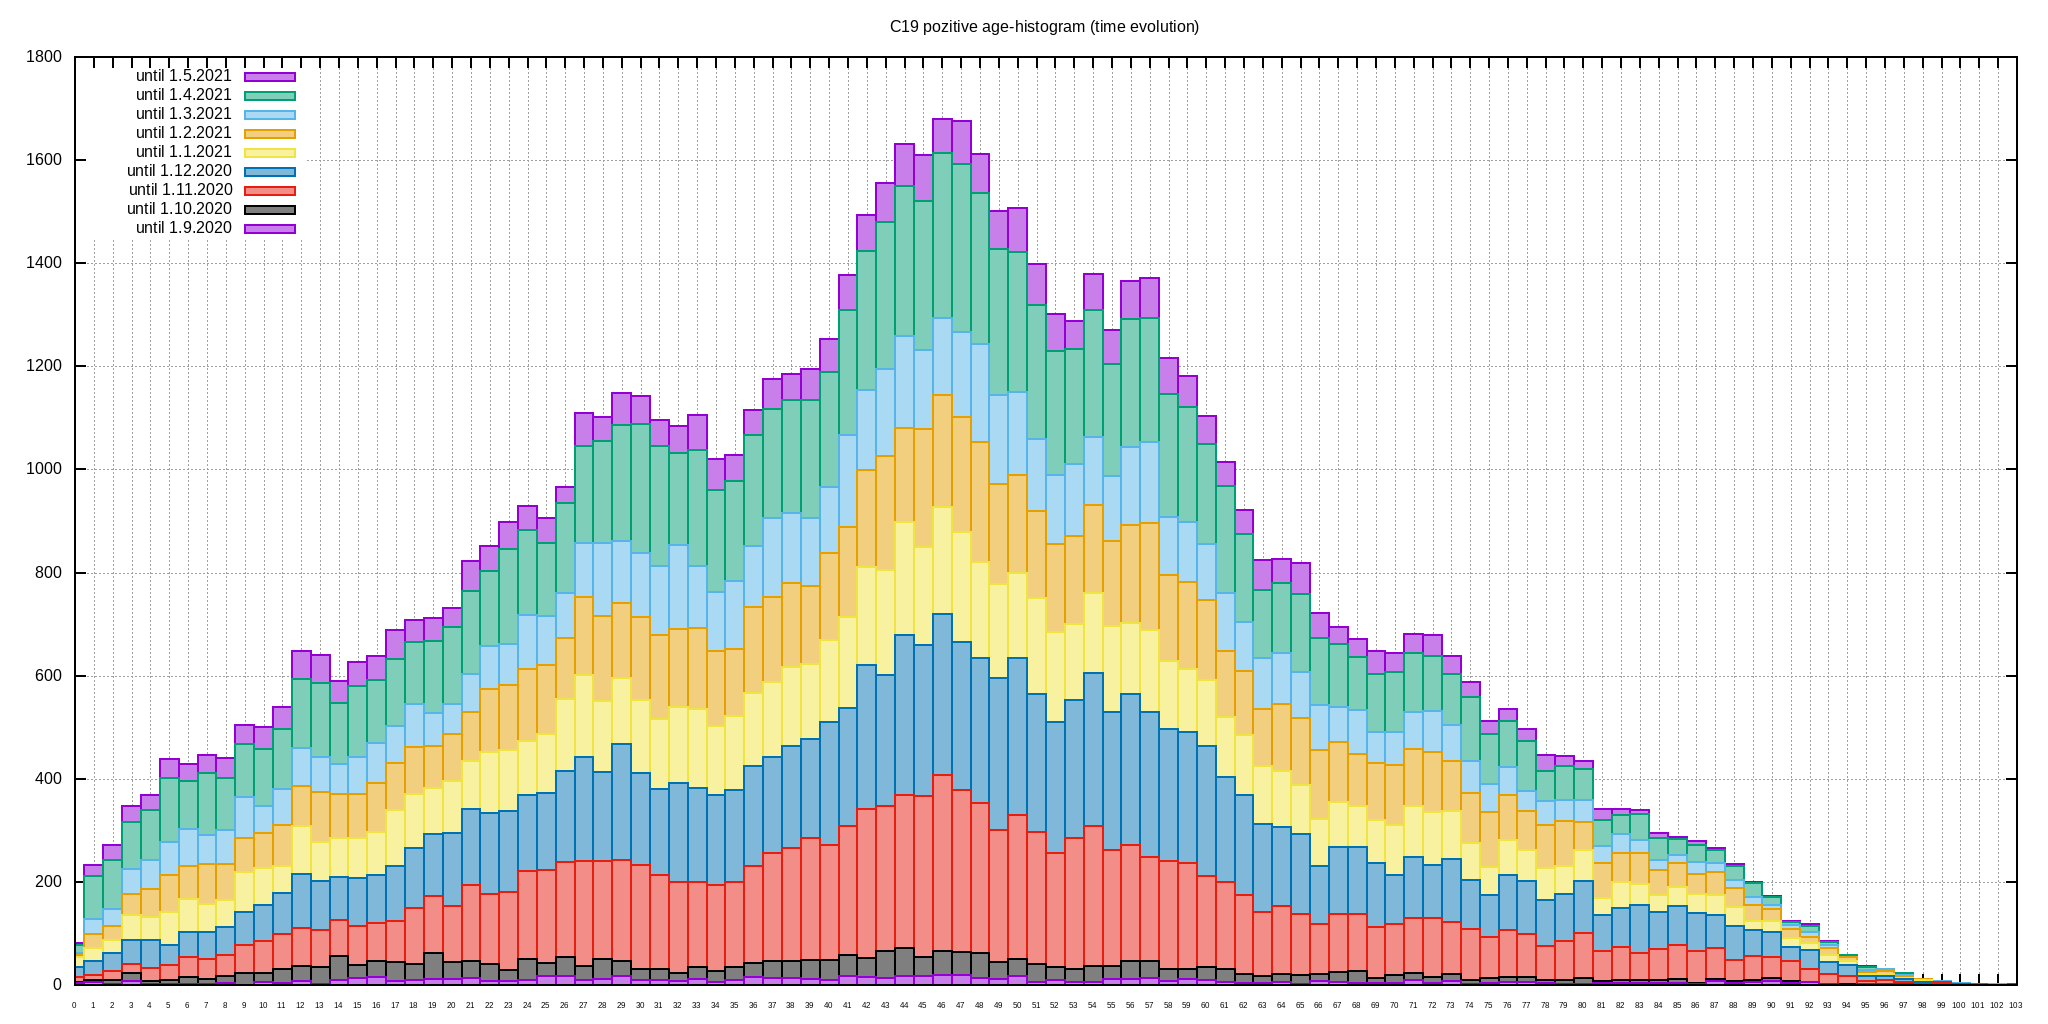 C19 pozitive age-histogram (time evolution)
1800
1600
1400
1200
1000
800
600
400
200
0
until 1.5.2021
until 1.4.2021
until 1.3.2021
until 1.2.2021
until 1.1.2021
until 1.12.2020
until 1.11.2020
until 1.10.2020
until 1.9.2020
0 1 2 3 4 5 6 7 8 9 10 11 12 13 14 15 16 17 18 19 20 21 22 23 24 25 26 27 28 29 30 31 32 33 34 35 36 37 38 39 40 41 42 43 44 45 46 47 48 49 50 51 52 53 54 55 56 57 58 59 60 61 62 63 64 65 66 67 68 69 70 71 72 73 74 75 76 77 78 79 80 81 82 83 84 85 86 87 88 89 90 91 92 93 94 95 96 97 98 99 100 101 102 103